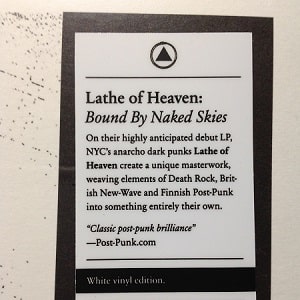 Lathe of Heaven:
Bound By Naked Skies
On their highly anticipated debut LP,
NYC's anarcho dark punks Lathe of
Heaven create a unique masterwork,
weaving elements of Death Rock, Brit-
ish New-Wave and Finnish Post-Punk
into something entirely their own.
“Classic post-punk brilliance”
—Post-Punk.com
White vinyl edition.